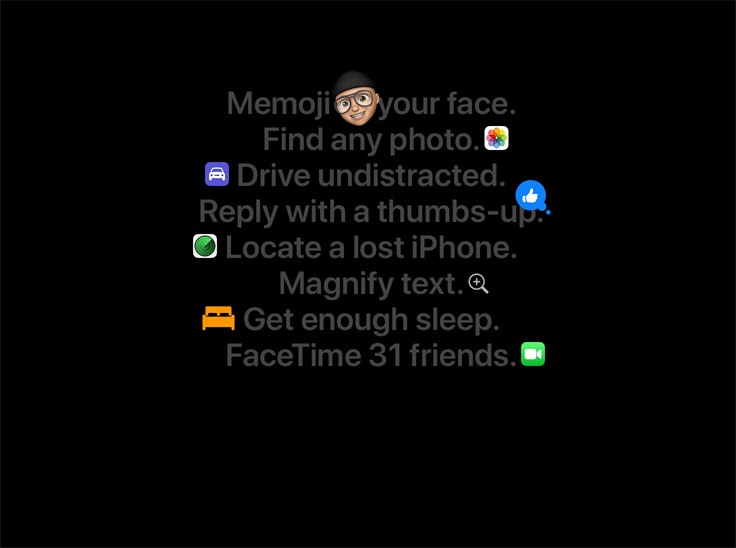 Memoji your face.
Find any photo.
Drive undistracted.
Reply with a thumbs-up.
Locate a lost iPhone.
Magnify text.
Get enough sleep.
FaceTime 31 friends.